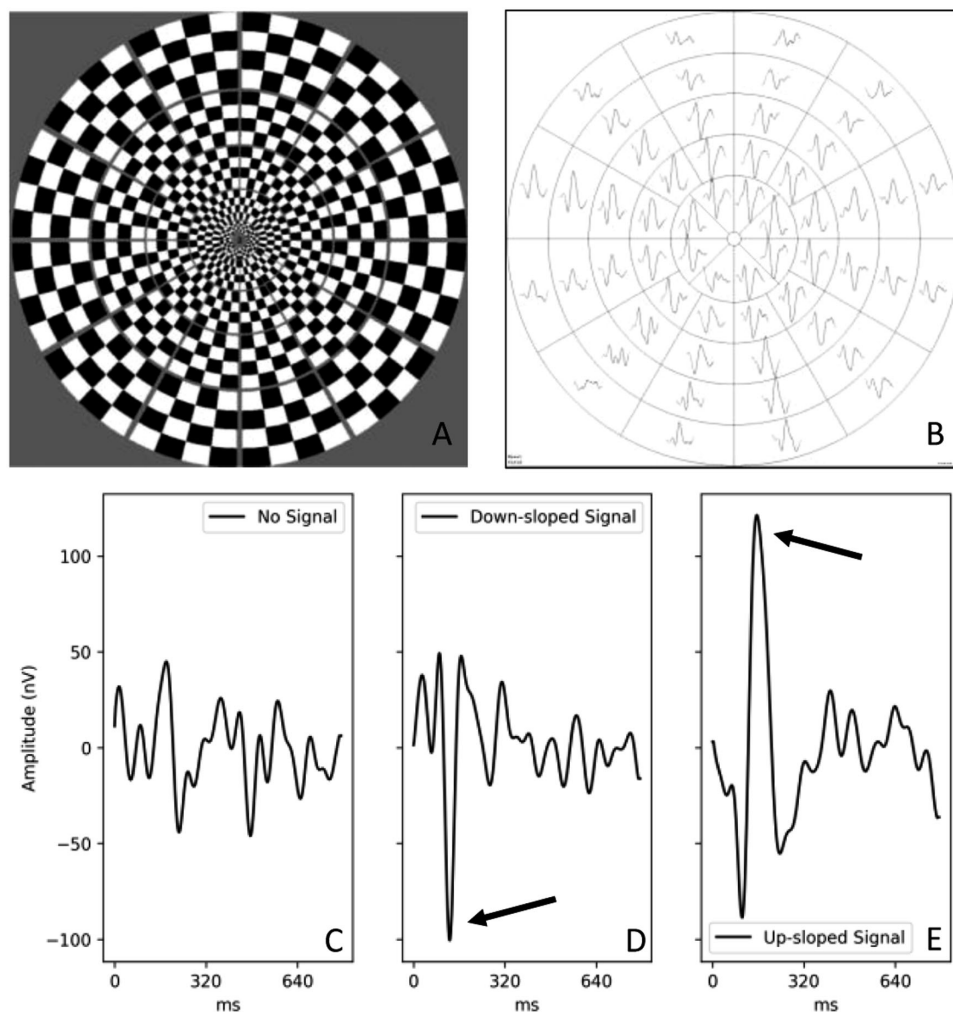 A
B
No Signal
Down-sloped Signal
100
50
0
−50
−100
Amplitude (nV)
C
D
Up-sloped Signal
E
0 320 640
0 320 640
0 320 640
ms
ms
ms